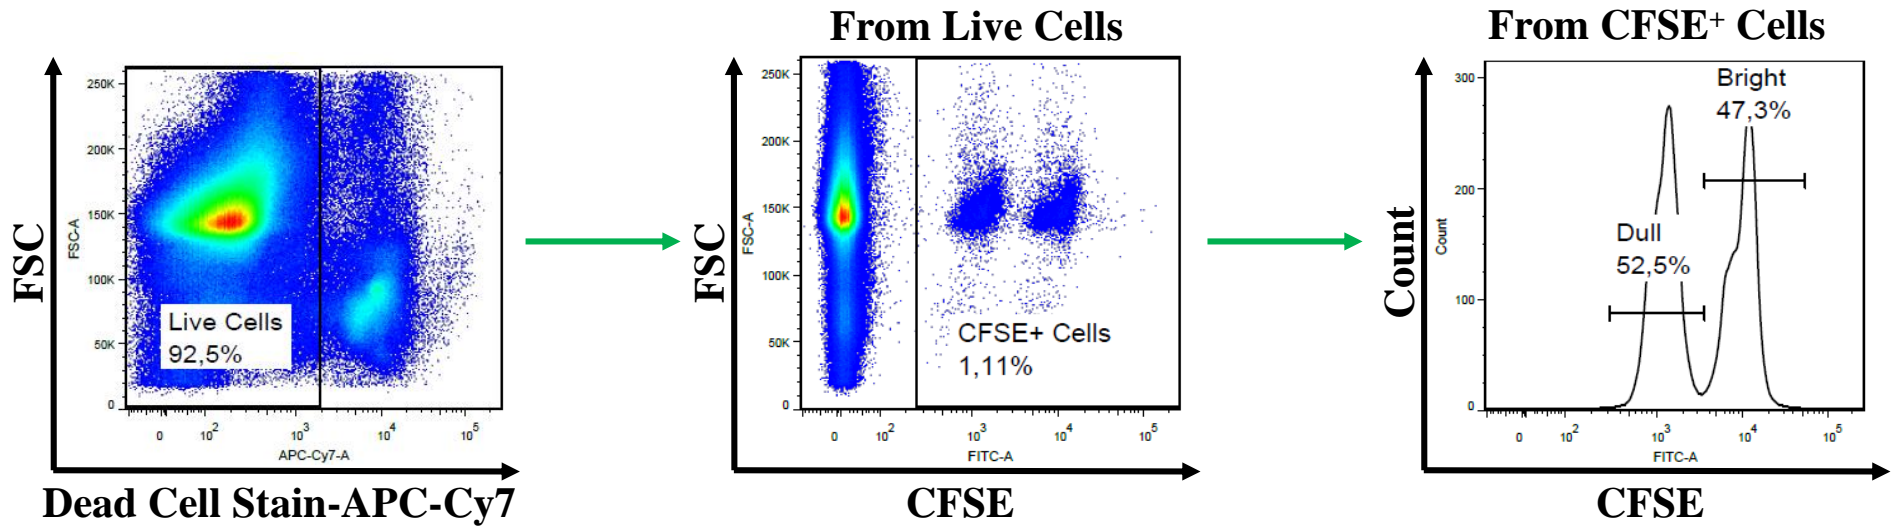 From Live Cells
From CFSE⁺ Cells
FSC
FSC-A
250K
200K
150K
100K
50K
0
Live Cells
92,5%
0 10² 10³ 10⁴ 10⁵
APC-Cy7-A
Dead Cell Stain-APC-Cy7
FSC
FSC-A
250K
200K
150K
100K
50K
0
CFSE+ Cells
1,11%
0 10² 10³ 10⁴ 10⁵
FITC-A
CFSE
Count
Count
300
200
100
0
Bright
47,3%
Dull
52,5%
0 10² 10³ 10⁴ 10⁵
FITC-A
CFSE